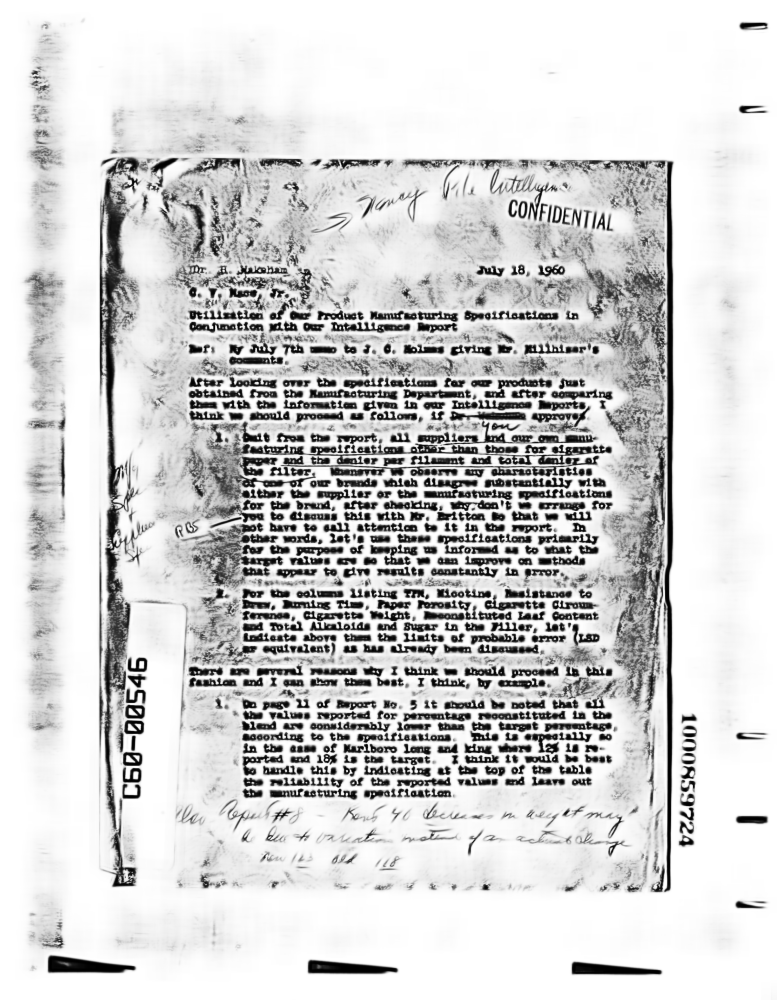 Nancy File Intelligence
CONFIDENTIAL
Dr. H. Wakeham
July 18, 1960
C. V. Mace, Jr.
Utilization of Our Product Manufacturing Specifications in
Conjunction with Our Intelligence Report
Ref: My July 7th memo to J. C. Holmes giving Mr. Millhiser's
comments.
After looking over the specifications for our products just
obtained from the Manufacturing Department, and after comparing
them with the information given in our Intelligence Reports, I
think we should proceed as follows, if Dr. Wakeham approves
you
1. Omit from the report, all suppliers and our own manu-
facturing specifications other than those for cigarette
paper and the denier per filament and total denier of
the filter. Whenever we observe any characteristics
of one of our brands which disagree substantially with
either the supplier or the manufacturing specifications
for the brand, after checking, why don't we arrange for
you to discuss this with Mr. Britton so that we will
not have to call attention to it in the report. In
other words, let's use these specifications primarily
for the purpose of keeping us informed as to what the
target values are so that we can improve on methods
that appear to give results constantly in error.
RBS
2. For the columns listing TPM, Nicotine, Resistance to
Draw, Burning Time, Paper Porosity, Cigarette Circum-
ference, Cigarette Weight, Reconstituted Leaf Content
and Total Alkaloids and Sugar in the Filler, let's
indicate above them the limits of probable error (LSD
or equivalent) as has already been discussed.
There are several reasons why I think we should proceed in this
fashion and I can show them best, I think, by example.
1. On page 11 of Report No. 5 it should be noted that all
the values reported for percentage reconstituted in the
blend are considerably lower than the target percentage,
according to the specifications. This is especially so
in the case of Marlboro long and king where 12% is re-
ported and 18% is the target. I think it would be best
to handle this by indicating at the top of the table
the reliability of the reported values and leave out
the manufacturing specification.
Also Report #8 - Kent 40 decrease in weight may
be due to variation instead of an actual change
New 123 old 118
C60-00546
1000859724